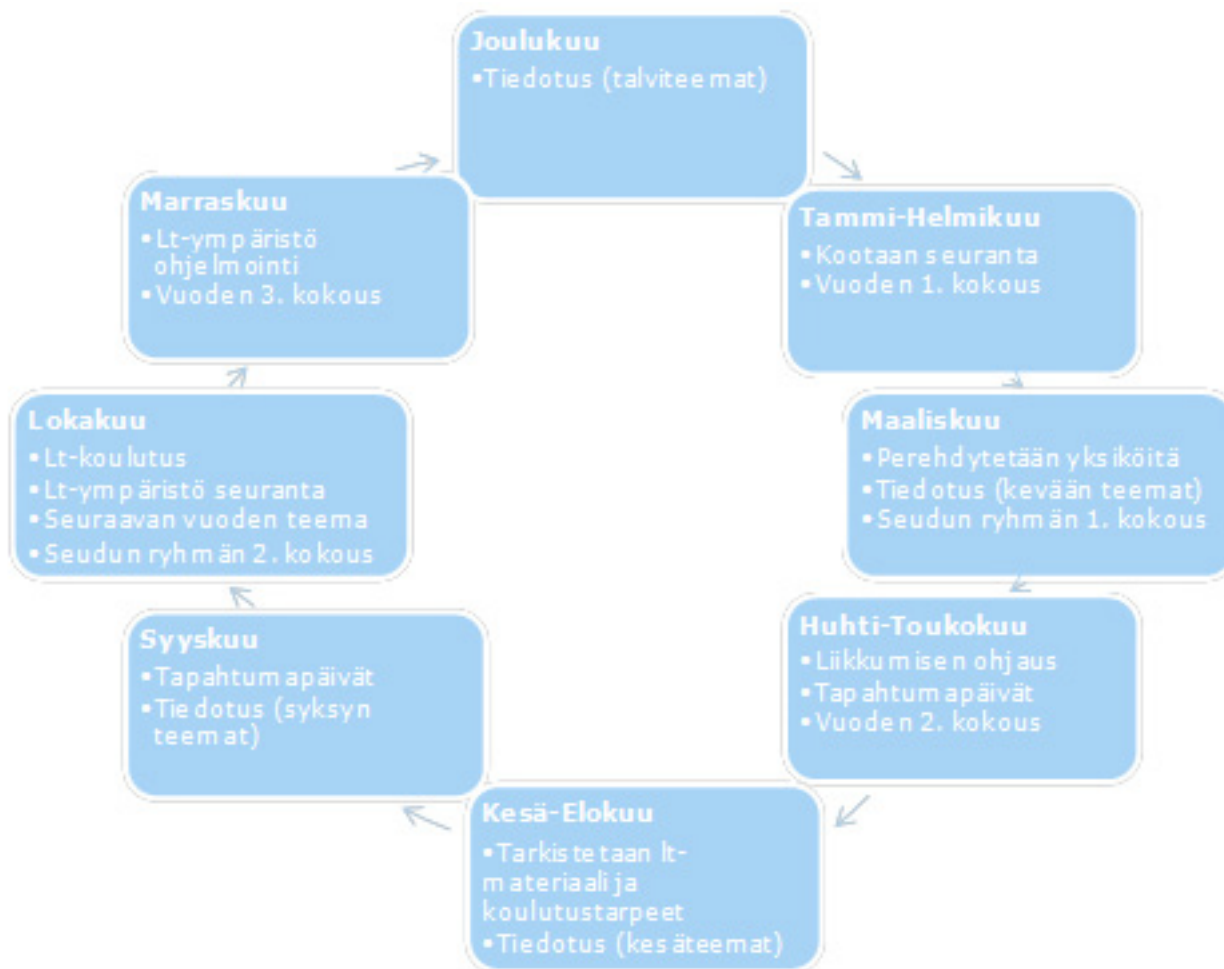 Joulukuu
▪Tiedotus (talviteemat)
Tammi-Helmikuu
▪Kootaan seuranta
▪Vuoden 1. kokous
Maaliskuu
▪Perehdytetään yksiköitä
▪Tiedotus (kevään teemat)
▪Seudun ryhmän 1. kokous
Huhti-Toukokuu
▪Liikkumisen ohjaus
▪Tapahtumapäivät
▪Vuoden 2. kokous
Kesä-Elokuu
▪Tarkistetaan lt-
materiaali ja
koulutustarpeet
▪Tiedotus (kesäteemat)
Syyskuu
▪Tapahtumapäivät
▪Tiedotus (syksyn
teemat)
Lokakuu
▪Lt-koulutus
▪Lt-ympäristö seuranta
▪Seuraavan vuoden teema
▪Seudun ryhmän 2. kokous
Marraskuu
▪Lt-ympäristö
ohjelmointi
▪Vuoden 3. kokous